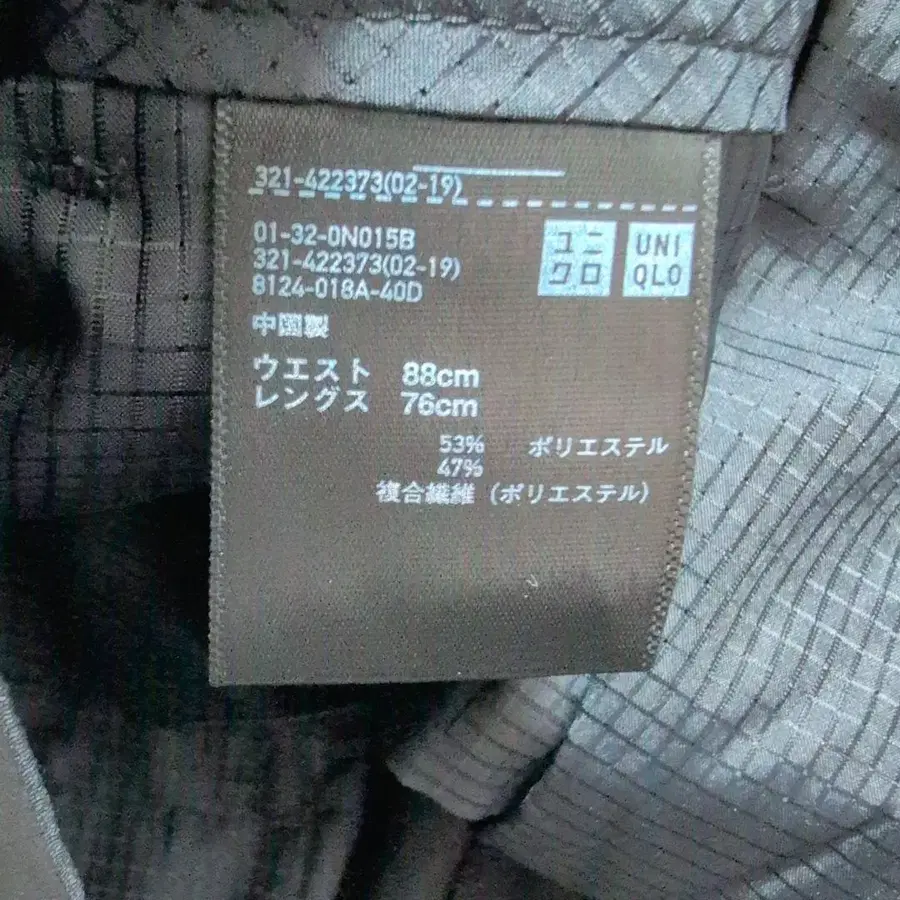 321-422373(02-19)
01-32-0N015B
321-422373(02-19)
8124-018A-40D
ユニ
クロ
UNI
QLO
中国製
ウエスト 88cm
レングス 76cm
53% ポリエステル
47%
複合繊維 (ポリエステル)